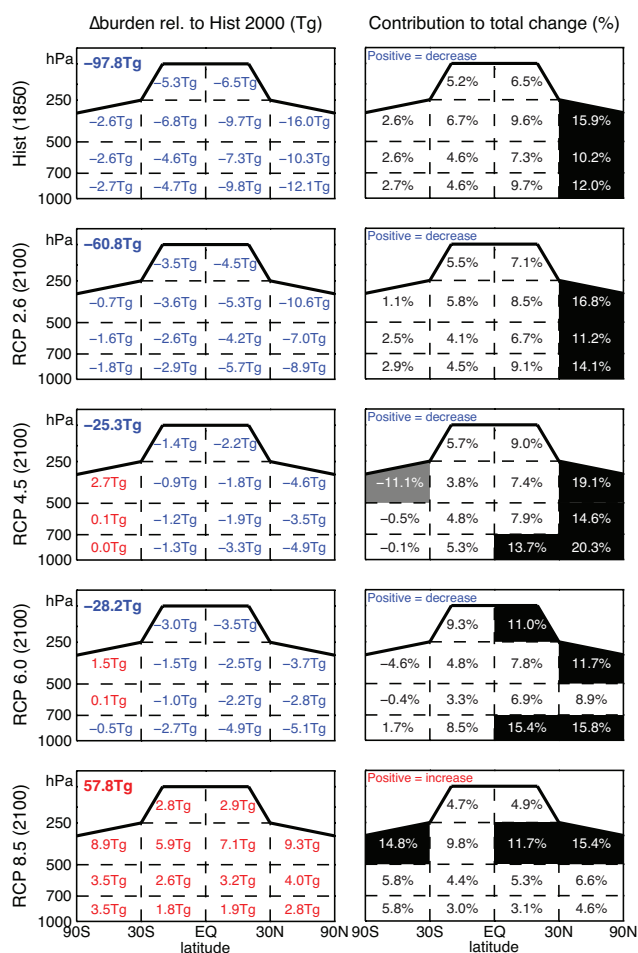 Δburden rel. to Hist 2000 (Tg) Contribution to total change (%)
Hist (1850)
hPa −97.8Tg Positive = decrease
−5.3Tg −6.5Tg 5.2% 6.5%
250
−2.6Tg −6.8Tg −9.7Tg −16.0Tg 2.6% 6.7% 9.6% 15.9%
500
−2.6Tg −4.6Tg −7.3Tg −10.3Tg 2.6% 4.6% 7.3% 10.2%
700
−2.7Tg −4.7Tg −9.8Tg −12.1Tg 2.7% 4.6% 9.7% 12.0%
1000
RCP 2.6 (2100)
hPa −60.8Tg Positive = decrease
−3.5Tg −4.5Tg 5.5% 7.1%
250
−0.7Tg −3.6Tg −5.3Tg −10.6Tg 1.1% 5.8% 8.5% 16.8%
500
−1.6Tg −2.6Tg −4.2Tg −7.0Tg 2.5% 4.1% 6.7% 11.2%
700
−1.8Tg −2.9Tg −5.7Tg −8.9Tg 2.9% 4.5% 9.1% 14.1%
1000
RCP 4.5 (2100)
hPa −25.3Tg Positive = decrease
−1.4Tg −2.2Tg 5.7% 9.0%
250
2.7Tg −0.9Tg −1.8Tg −4.6Tg −11.1% 3.8% 7.4% 19.1%
500
0.1Tg −1.2Tg −1.9Tg −3.5Tg −0.5% 4.8% 7.9% 14.6%
700
0.0Tg −1.3Tg −3.3Tg −4.9Tg −0.1% 5.3% 13.7% 20.3%
1000
RCP 6.0 (2100)
hPa −28.2Tg Positive = decrease
−3.0Tg −3.5Tg 9.3% 11.0%
250
1.5Tg −1.5Tg −2.5Tg −3.7Tg −4.6% 4.8% 7.8% 11.7%
500
0.1Tg −1.0Tg −2.2Tg −2.8Tg −0.4% 3.3% 6.9% 8.9%
700
−0.5Tg −2.7Tg −4.9Tg −5.1Tg 1.7% 8.5% 15.4% 15.8%
1000
RCP 8.5 (2100)
hPa 57.8Tg Positive = increase
2.8Tg 2.9Tg 4.7% 4.9%
250
8.9Tg 5.9Tg 7.1Tg 9.3Tg 14.8% 9.8% 11.7% 15.4%
500
3.5Tg 2.6Tg 3.2Tg 4.0Tg 5.8% 4.4% 5.3% 6.6%
700
3.5Tg 1.8Tg 1.9Tg 2.8Tg 5.8% 3.0% 3.1% 4.6%
1000
90S 30S EQ 30N 90N 90S 30S EQ 30N 90N
latitude latitude